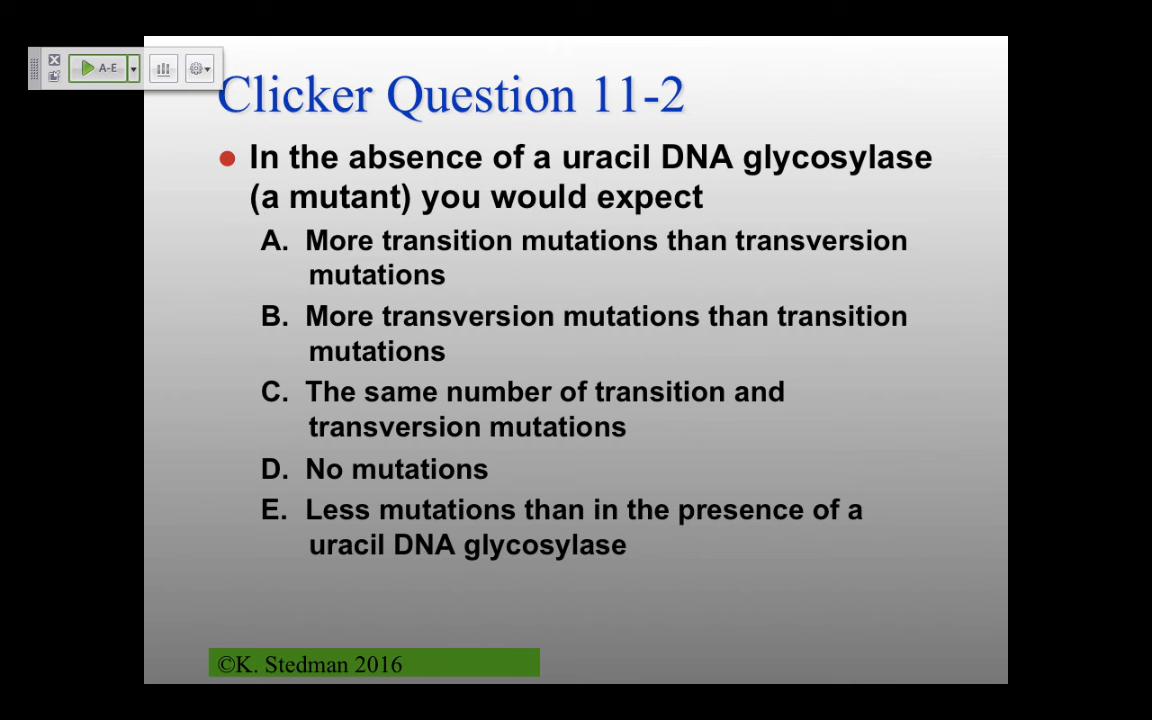 A-E
Clicker Question 11-2
In the absence of a uracil DNA glycosylase
(a mutant) you would expect
A. More transition mutations than transversion
mutations
B. More transversion mutations than transition
mutations
C. The same number of transition and
transversion mutations
D. No mutations
E. Less mutations than in the presence of a
uracil DNA glycosylase
©K. Stedman 2016